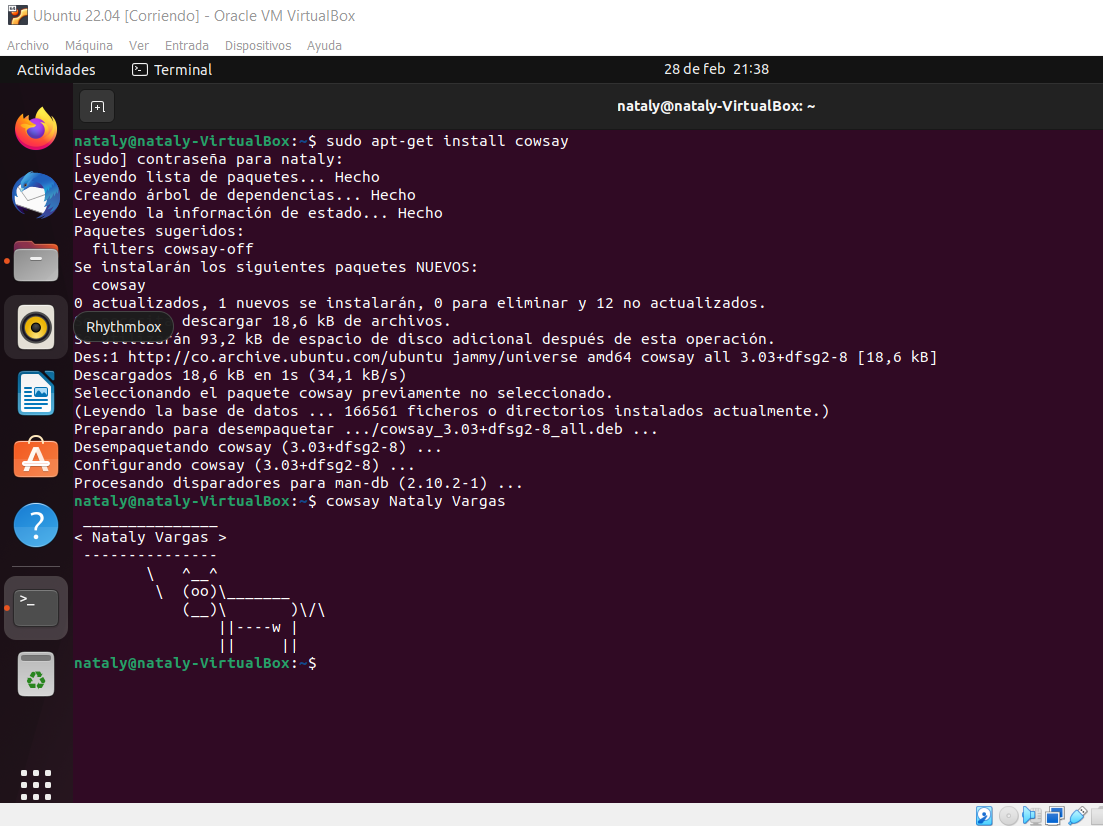 Ubuntu 22.04 [Corriendo] - Oracle VM VirtualBox
Archivo Máquina Ver Entrada Dispositivos Ayuda
Actividades Terminal 28 de feb 21:38
nataly@nataly-VirtualBox: ~
nataly@nataly-VirtualBox:~$ sudo apt-get install cowsay
[sudo] contraseña para nataly:
Leyendo lista de paquetes... Hecho
Creando árbol de dependencias... Hecho
Leyendo la información de estado... Hecho
Paquetes sugeridos:
  filters cowsay-off
Se instalarán los siguientes paquetes NUEVOS:
  cowsay
0 actualizados, 1 nuevos se instalarán, 0 para eliminar y 12 no actualizados.
descargar 18,6 kB de archivos.
Rhythmbox
93,2 kB de espacio de disco adicional después de esta operación.
Des:1 http://co.archive.ubuntu.com/ubuntu jammy/universe amd64 cowsay all 3.03+dfsg2-8 [18,6 kB]
Descargados 18,6 kB en 1s (34,1 kB/s)
Seleccionando el paquete cowsay previamente no seleccionado.
(Leyendo la base de datos ... 166561 ficheros o directorios instalados actualmente.)
Preparando para desempaquetar .../cowsay_3.03+dfsg2-8_all.deb ...
Desempaquetando cowsay (3.03+dfsg2-8) ...
Configurando cowsay (3.03+dfsg2-8) ...
Procesando disparadores para man-db (2.10.2-1) ...
nataly@nataly-VirtualBox:~$ cowsay Nataly Vargas
 _______________
< Nataly Vargas >
 ---------------
        \   ^__^
         \  (oo)\_______
            (__)\       )\/\
                ||----w |
                ||     ||
nataly@nataly-VirtualBox:~$